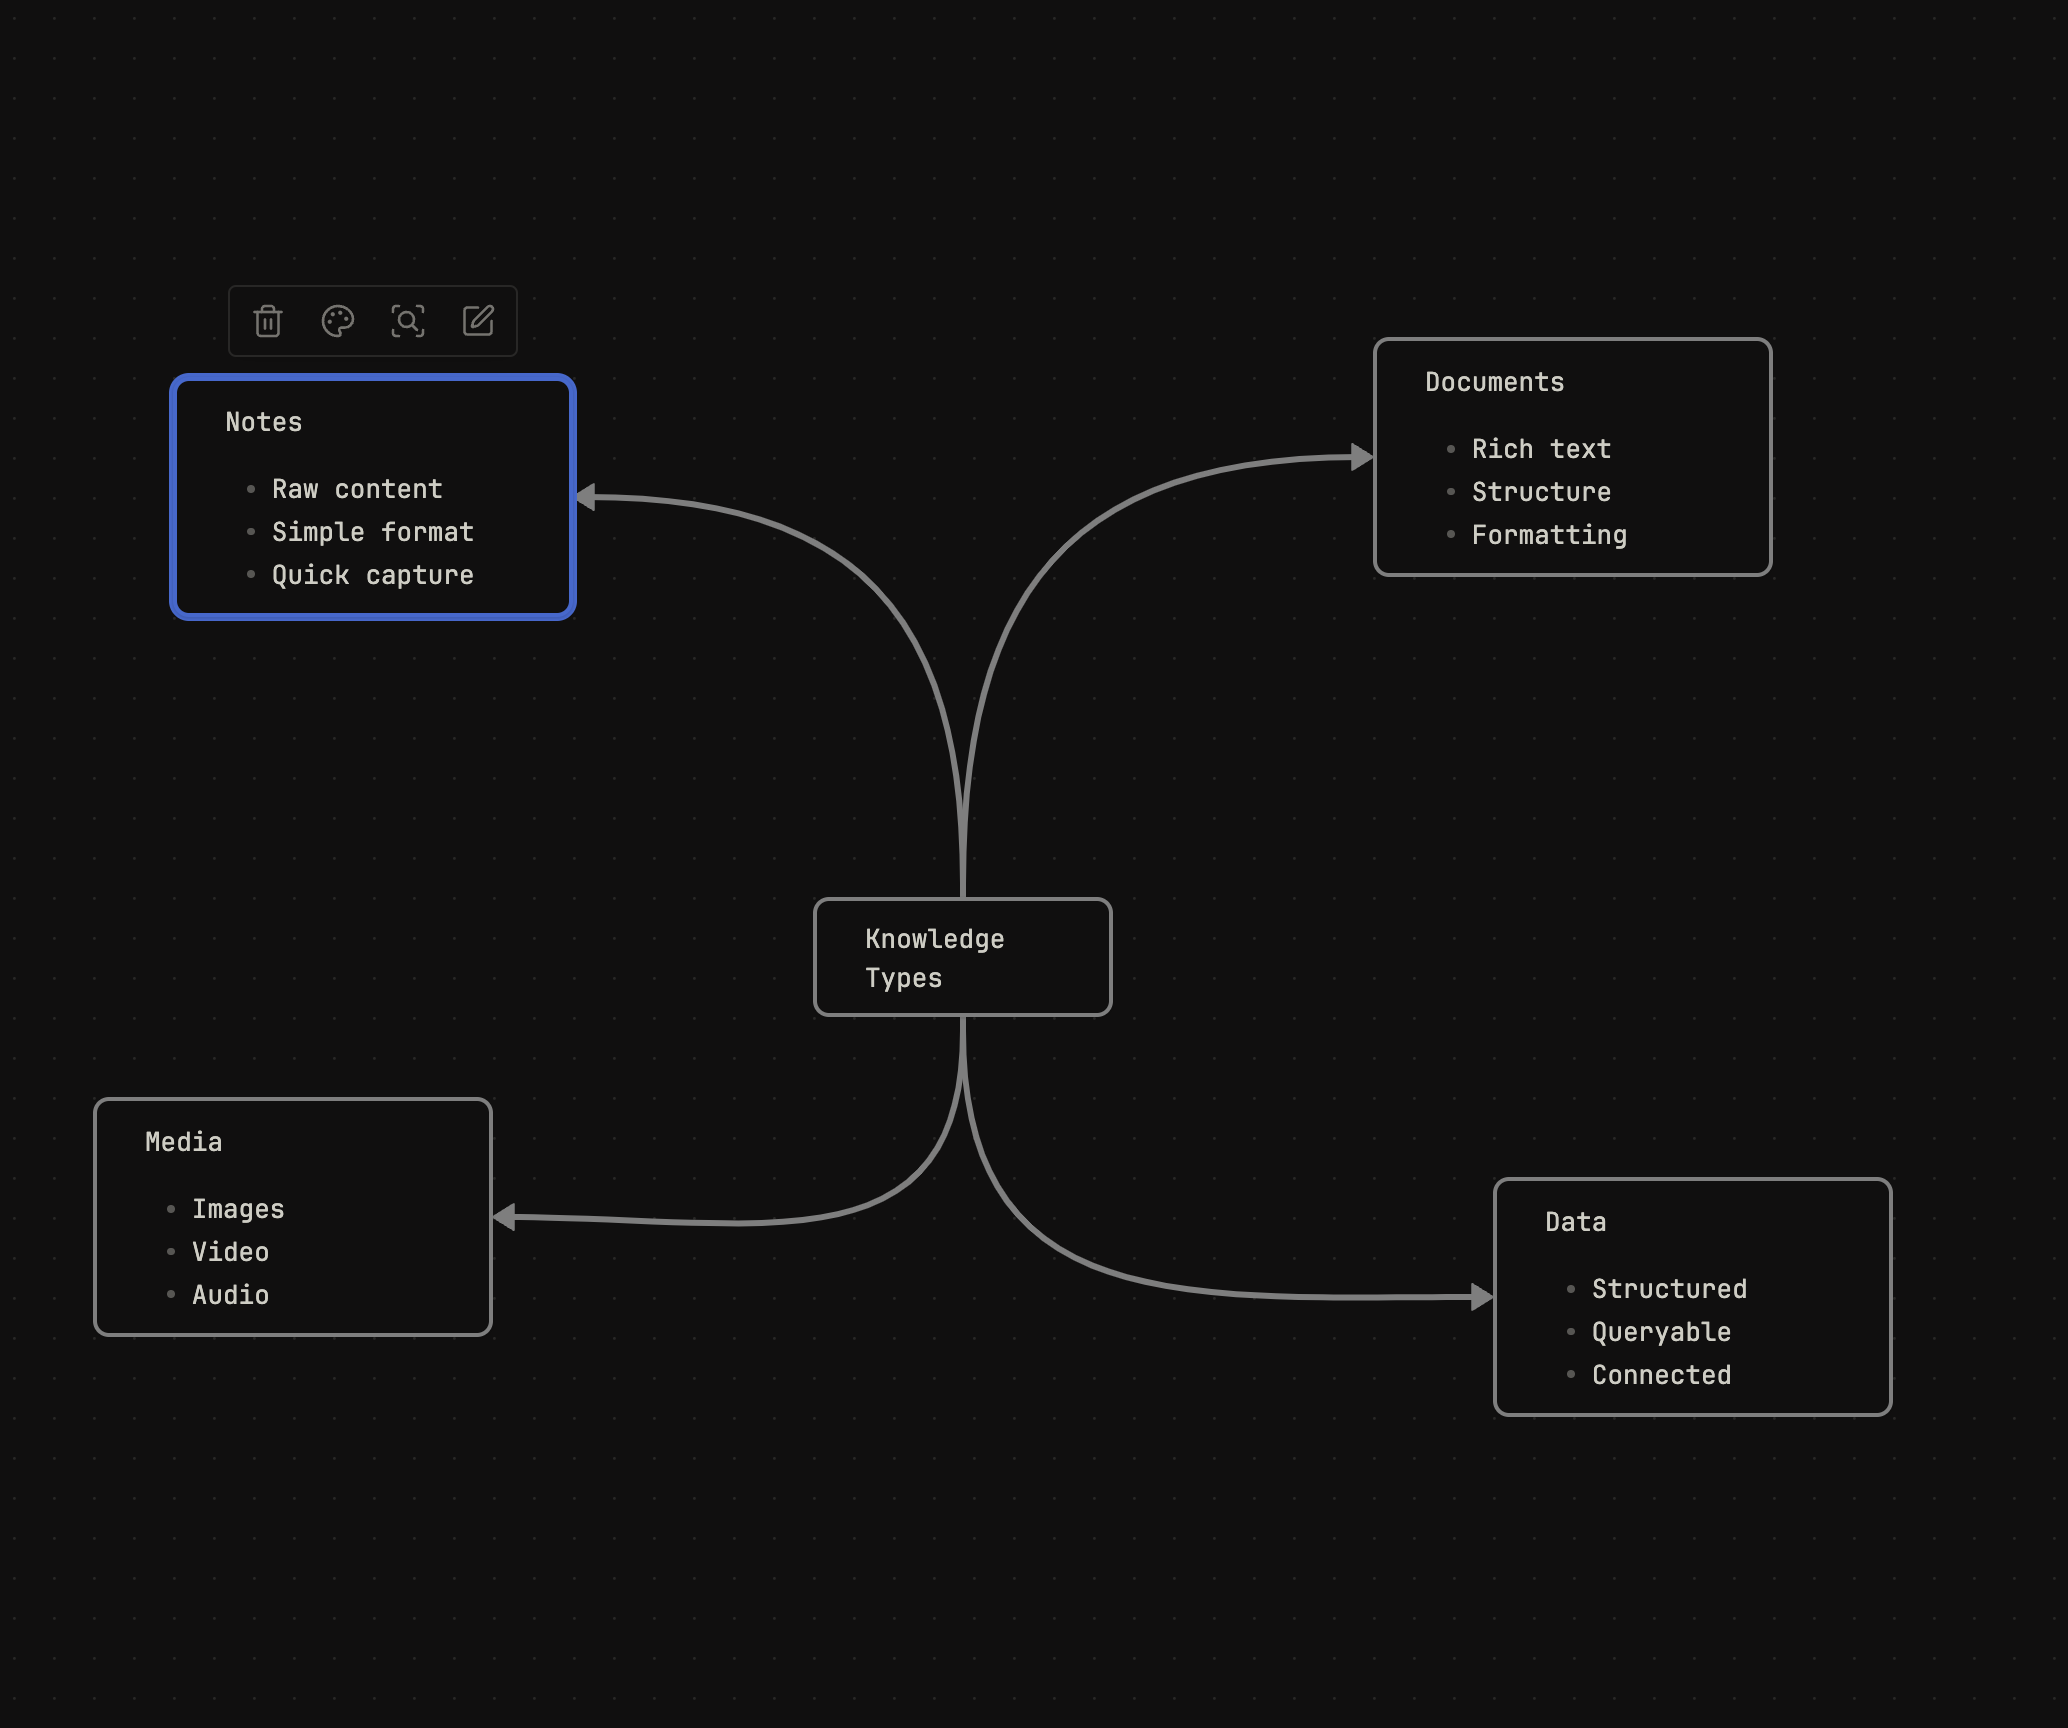 Notes
Raw content
Simple format
Quick capture
Documents
Rich text
Structure
Formatting
Knowledge
Types
Media
Images
Video
Audio
Data
Structured
Queryable
Connected